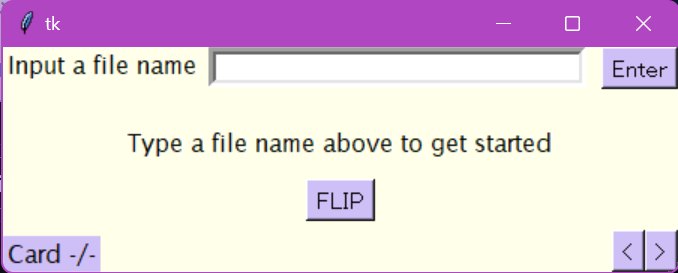 tk
Input a file name Enter
Type a file name above to get started
FLIP
Card -/- < >